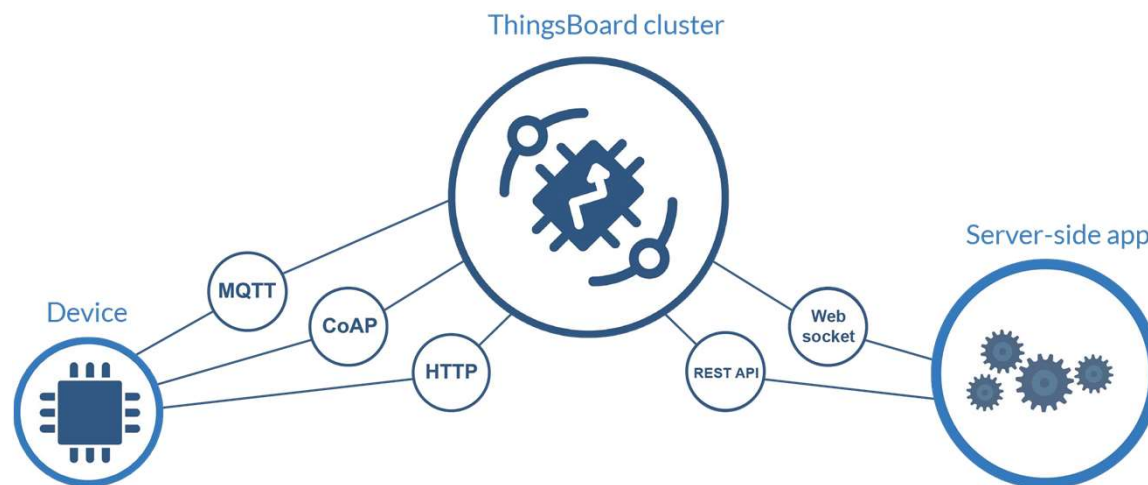 ThingsBoard cluster
Server-side app
MQTT
Device
CoAP
Web
socket
HTTP
REST API